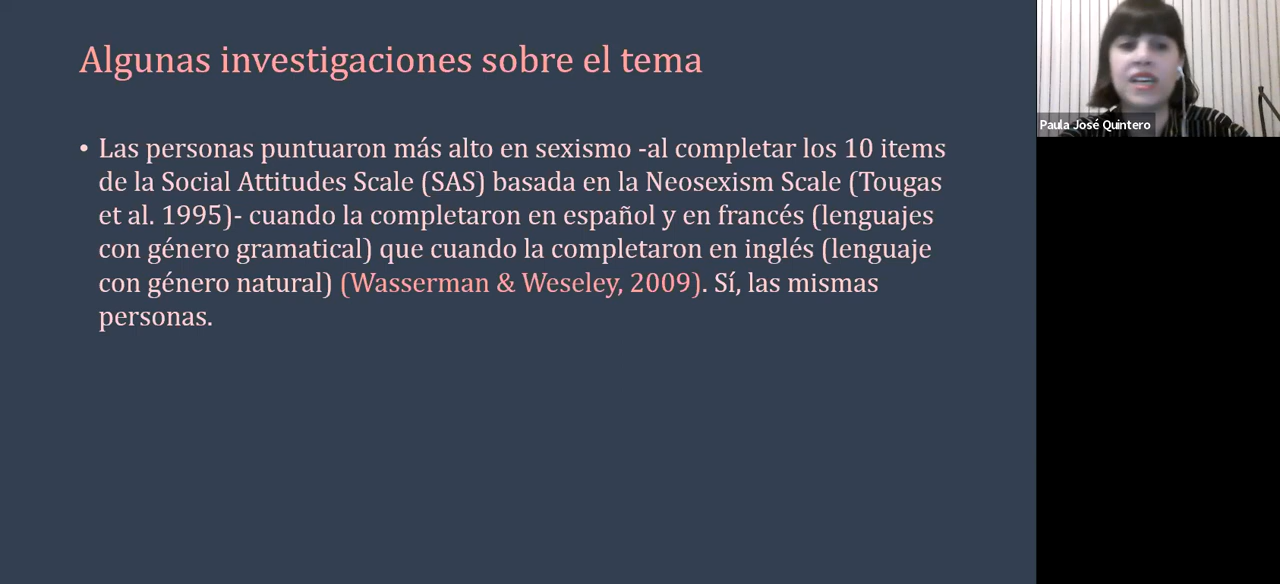 Algunas investigaciones sobre el tema
• Las personas puntuaron más alto en sexismo -al completar los 10 items
de la Social Attitudes Scale (SAS) basada en la Neosexism Scale (Tougas
et al. 1995)- cuando la completaron en español y en francés (lenguajes
con género gramatical) que cuando la completaron en inglés (lenguaje
con género natural) (Wasserman & Weseley, 2009). Sí, las mismas
personas.
Paula José Quintero